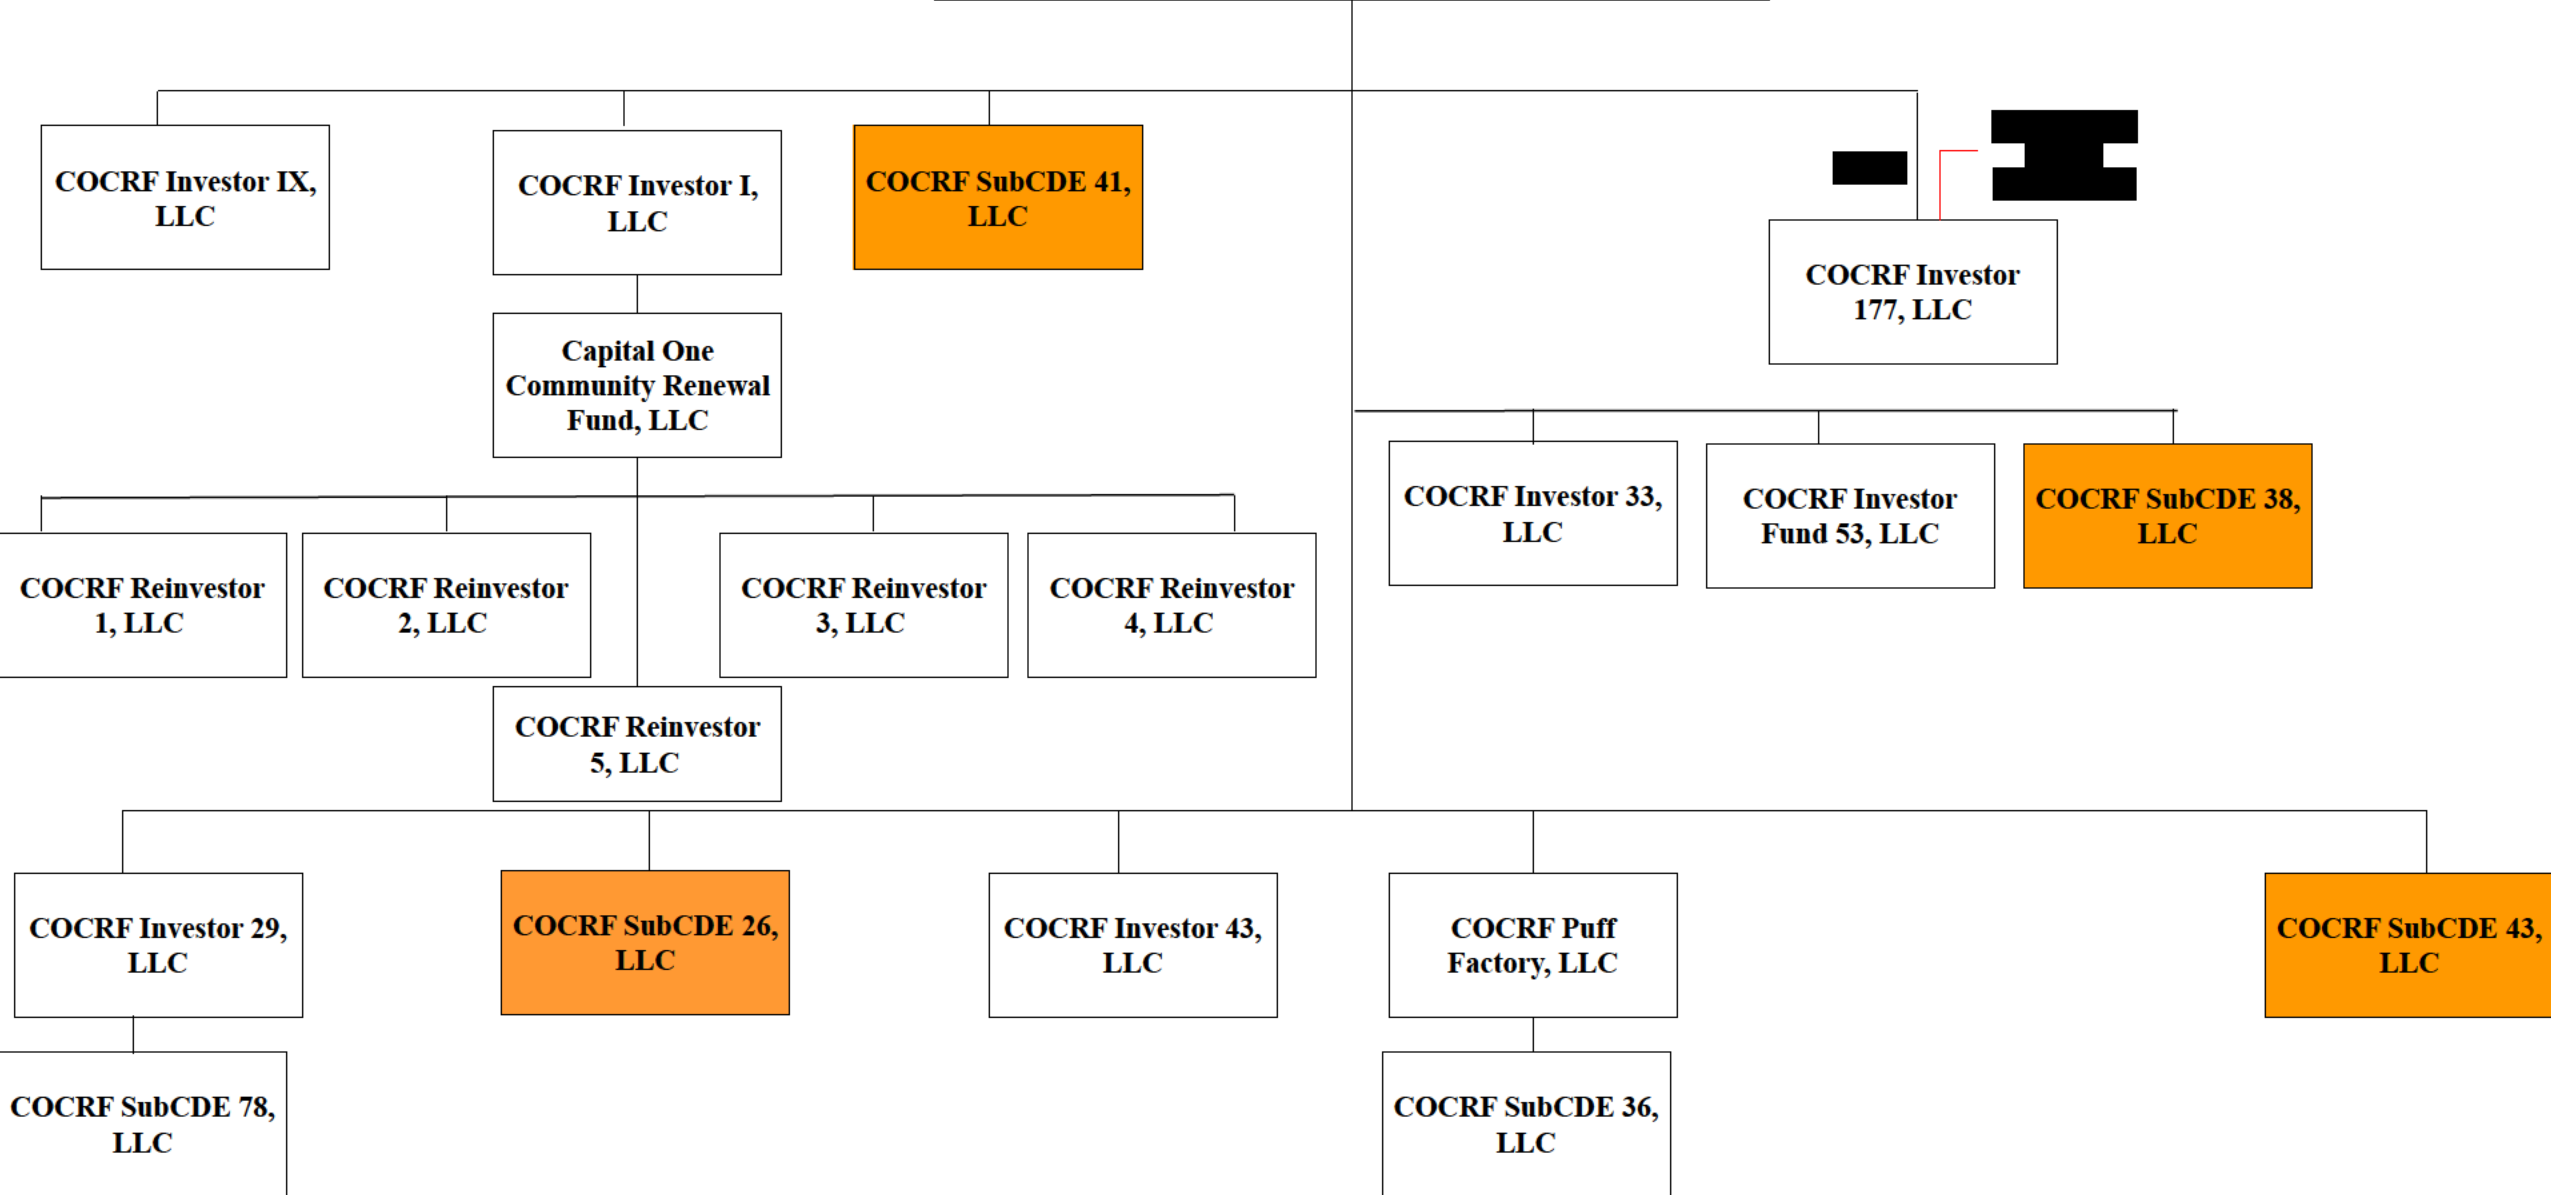 COCRF Investor IX,
LLC
COCRF Investor I,
LLC
COCRF SubCDE 41,
LLC
COCRF Investor
177, LLC
Capital One
Community Renewal
Fund, LLC
COCRF Investor 33,
LLC
COCRF Investor
Fund 53, LLC
COCRF SubCDE 38,
LLC
COCRF Reinvestor
1, LLC
COCRF Reinvestor
2, LLC
COCRF Reinvestor
3, LLC
COCRF Reinvestor
4, LLC
COCRF Reinvestor
5, LLC
COCRF Investor 29,
LLC
COCRF SubCDE 26,
LLC
COCRF Investor 43,
LLC
COCRF Puff
Factory, LLC
COCRF SubCDE 43,
LLC
COCRF SubCDE 78,
LLC
COCRF SubCDE 36,
LLC